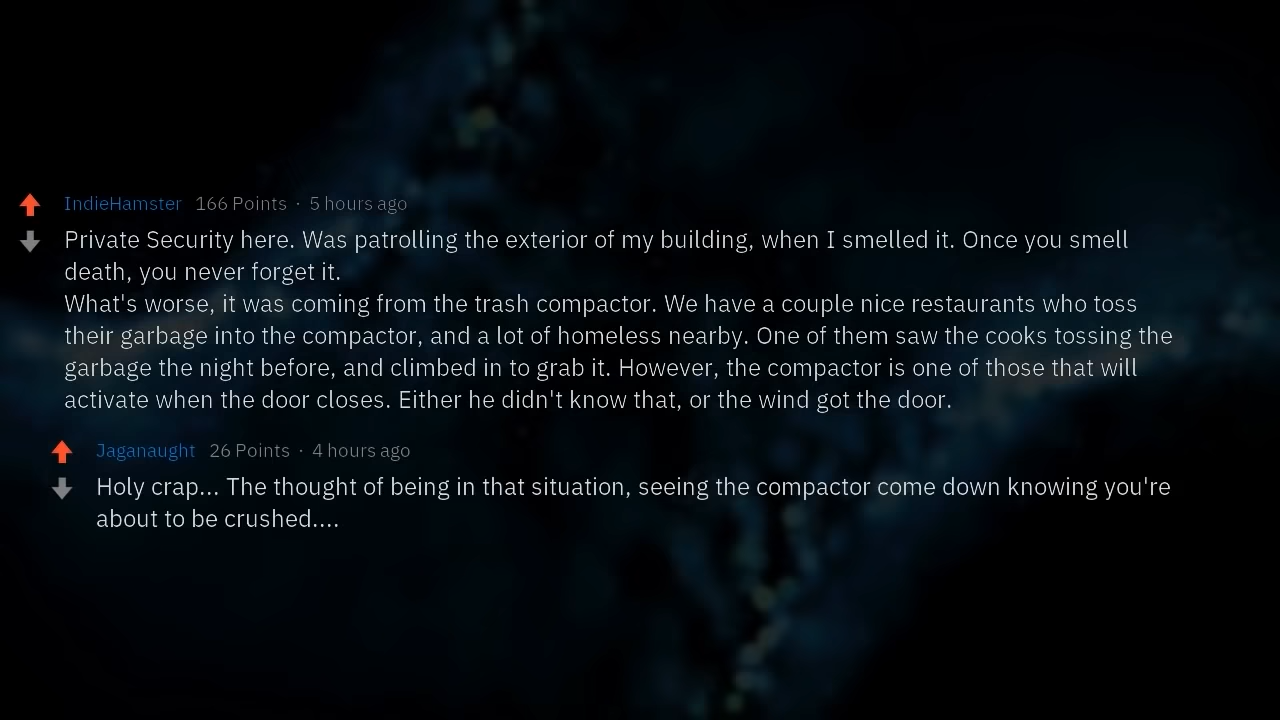 IndieHamster 166 Points · 5 hours ago
Private Security here. Was patrolling the exterior of my building, when I smelled it. Once you smell
death, you never forget it.
What's worse, it was coming from the trash compactor. We have a couple nice restaurants who toss
their garbage into the compactor, and a lot of homeless nearby. One of them saw the cooks tossing the
garbage the night before, and climbed in to grab it. However, the compactor is one of those that will
activate when the door closes. Either he didn't know that, or the wind got the door.
Jaganaught 26 Points · 4 hours ago
Holy crap... The thought of being in that situation, seeing the compactor come down knowing you're
about to be crushed....